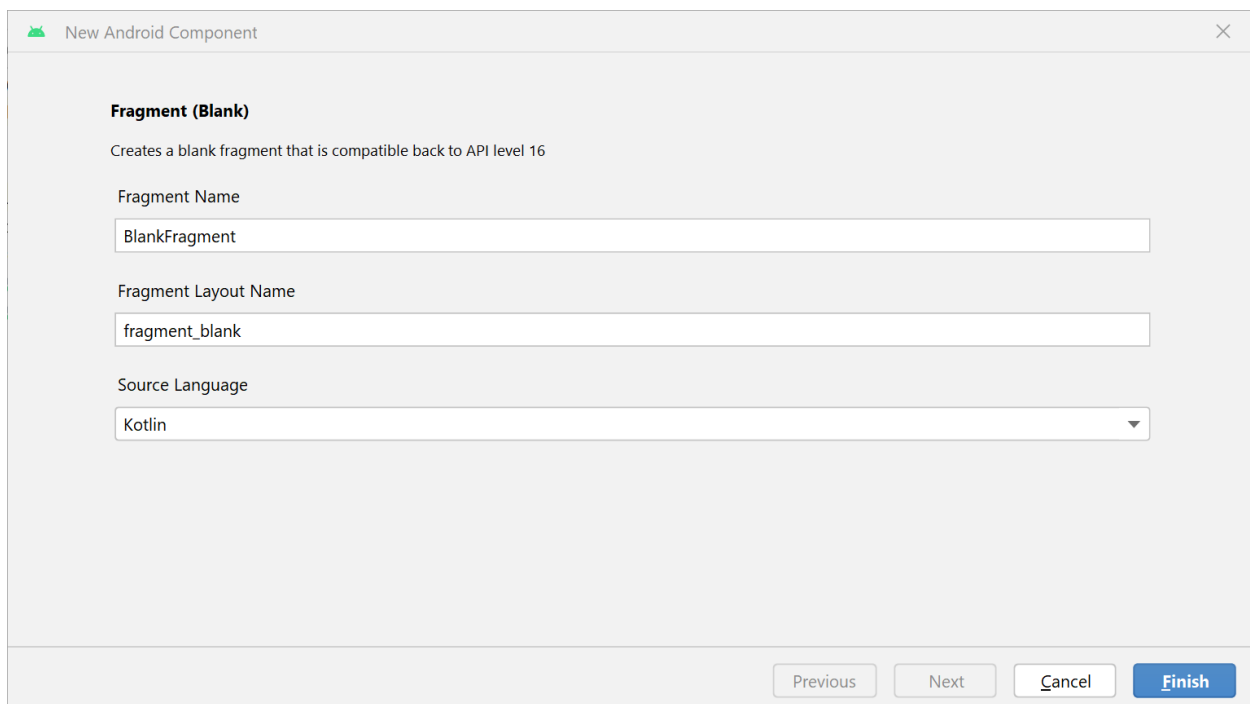 New Android Component
Fragment (Blank)
Creates a blank fragment that is compatible back to API level 16
Fragment Name
BlankFragment
Fragment Layout Name
fragment_blank
Source Language
Kotlin
Previous Next Cancel Finish